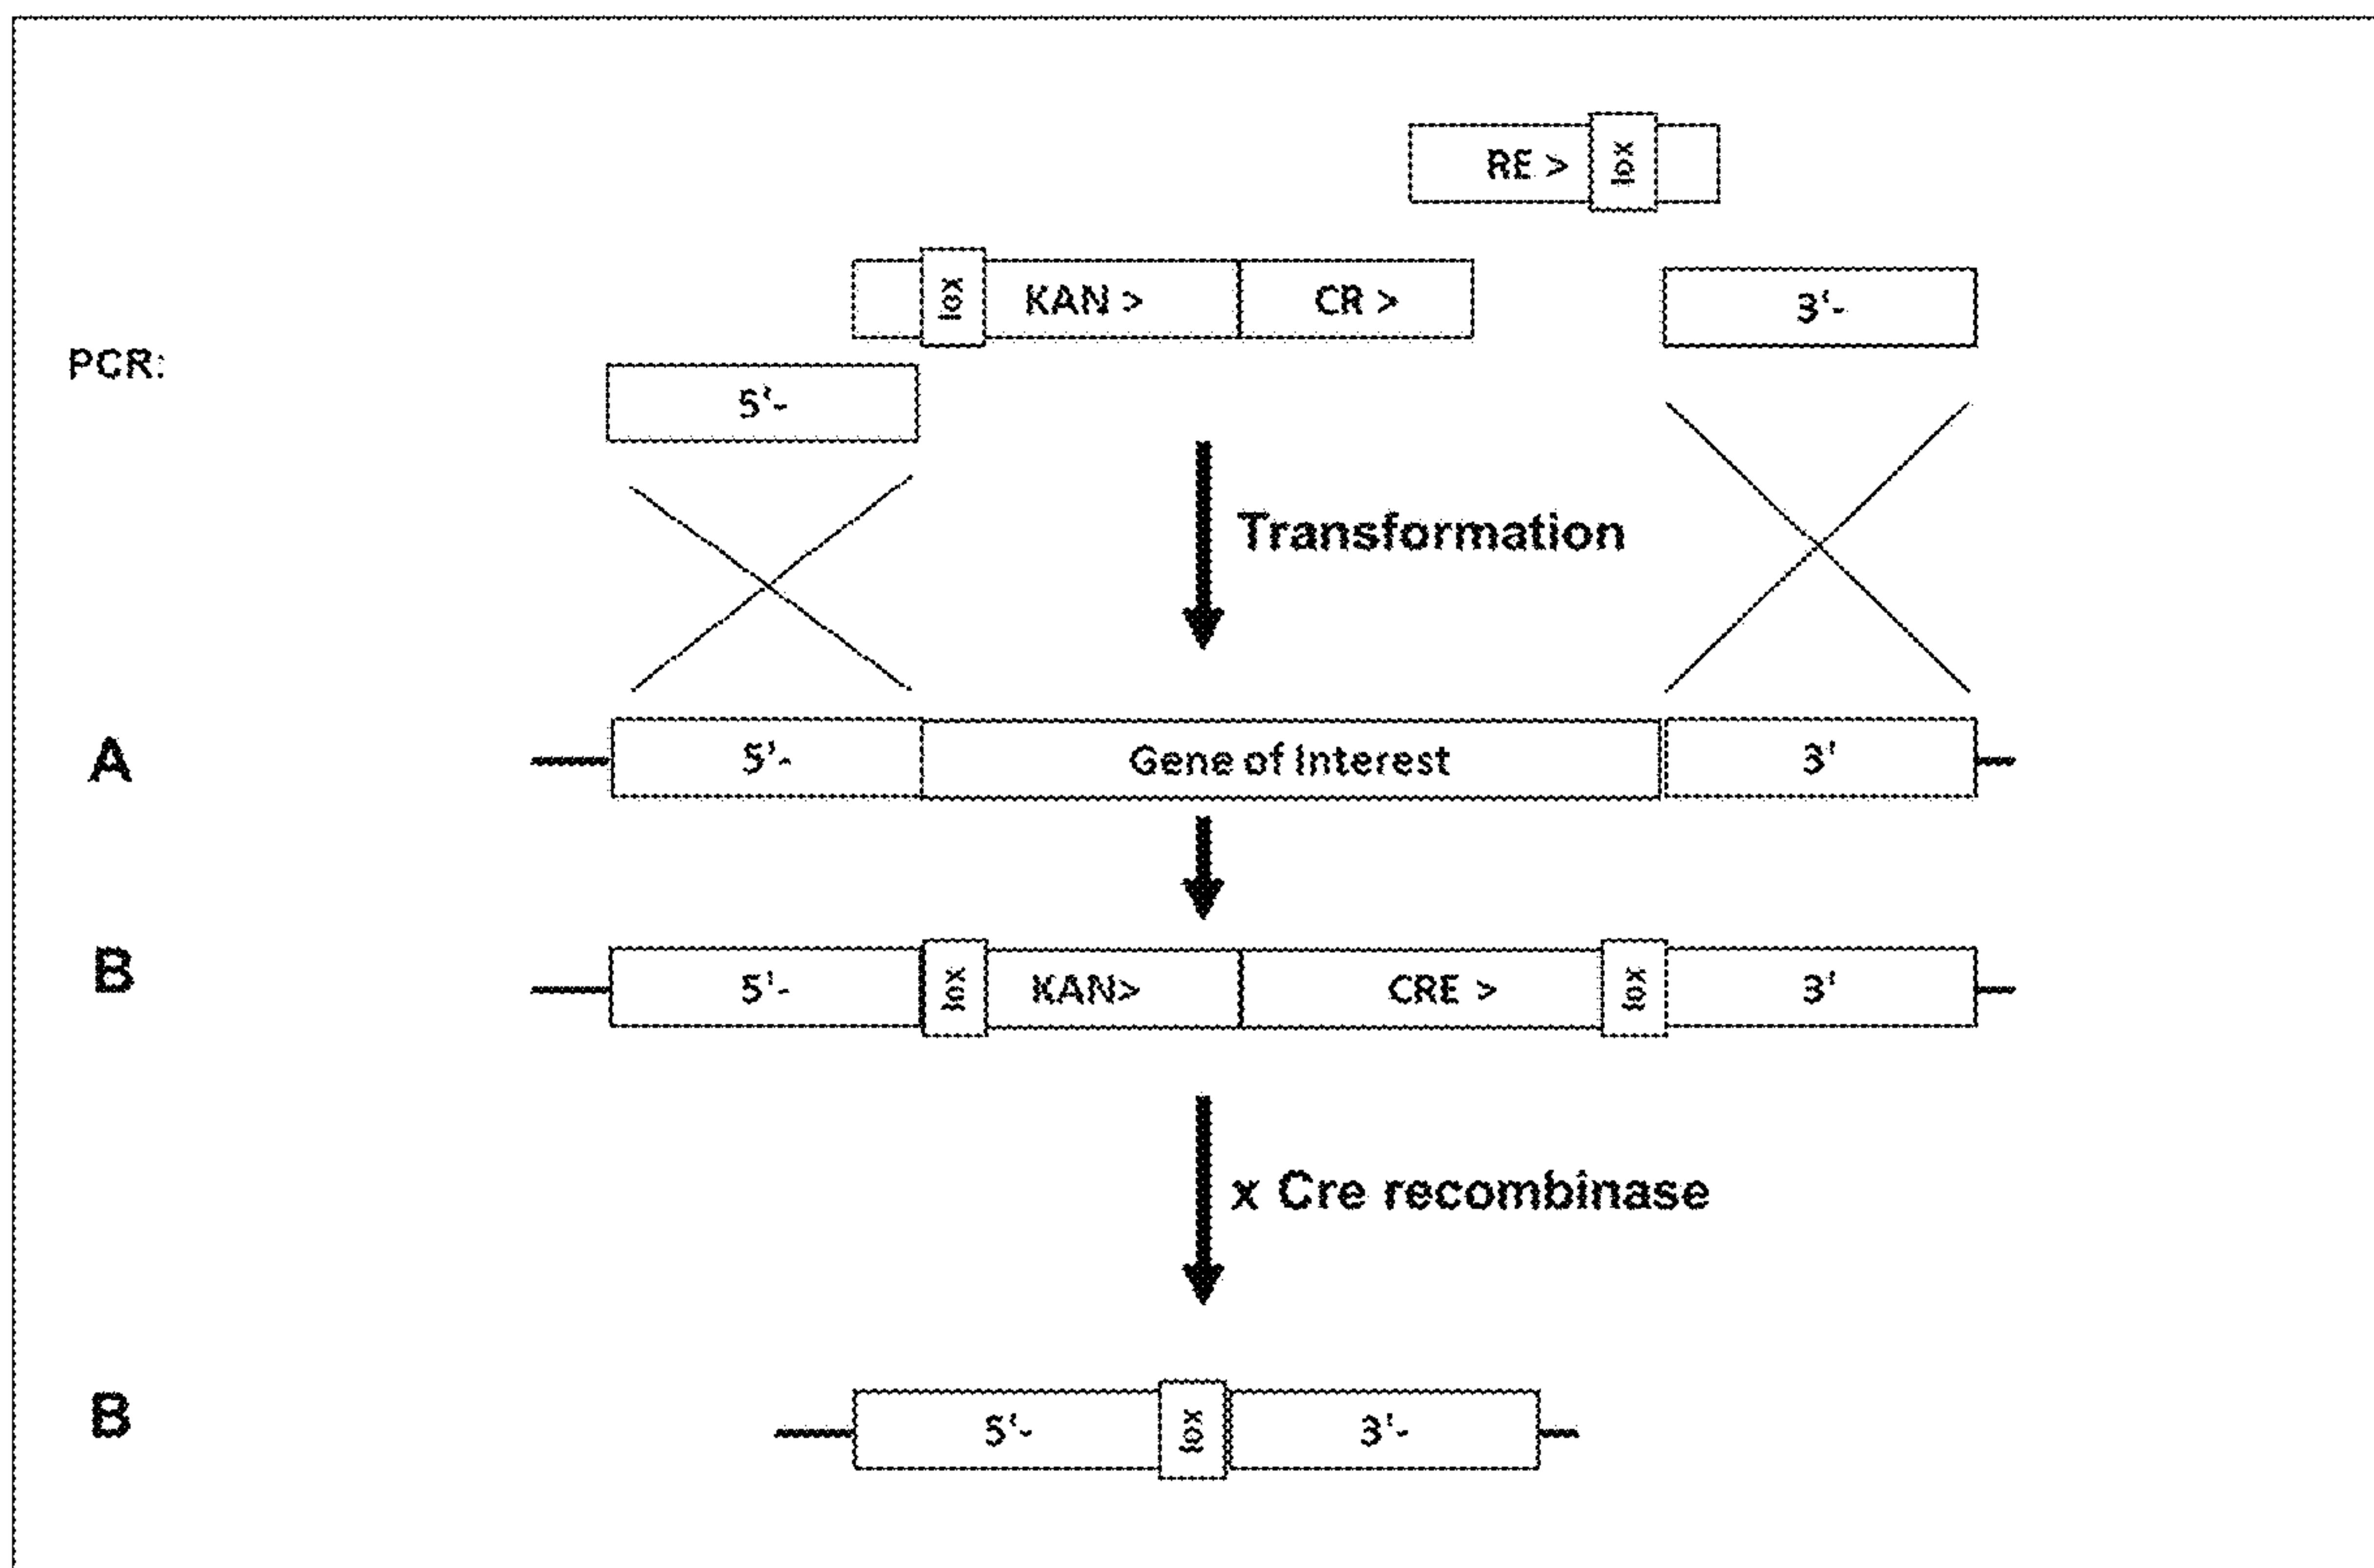 RE >
lox
lox
KAN >
CR >
3'-
PCR:
5'-
Transformation
A
5'-
Gene of Interest
3'
B
5'-
lox
KAN>
CRE >
lox
3'
x Cre recombinase
B
5'-
lox
3'-